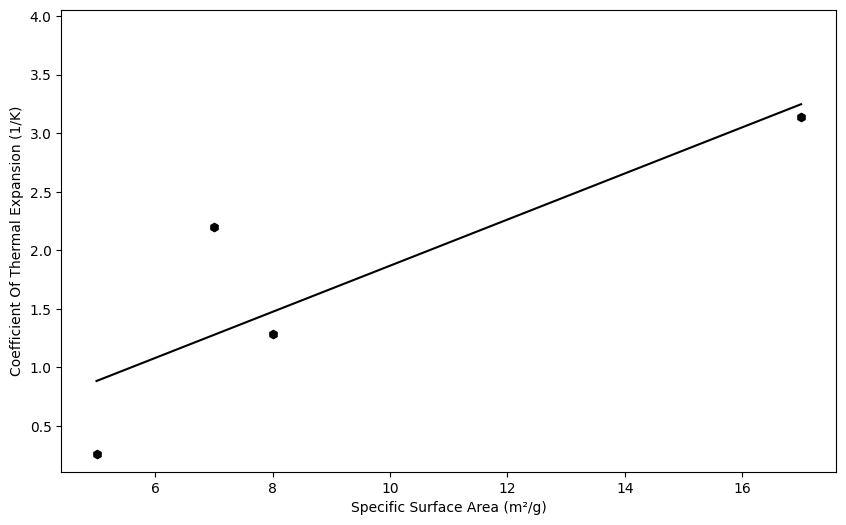 4.0
3.5
3.0
2.5
2.0
1.5
1.0
0.5
Coefficient Of Thermal Expansion (1/K)
6 8 10 12 14 16
Specific Surface Area (m²/g)